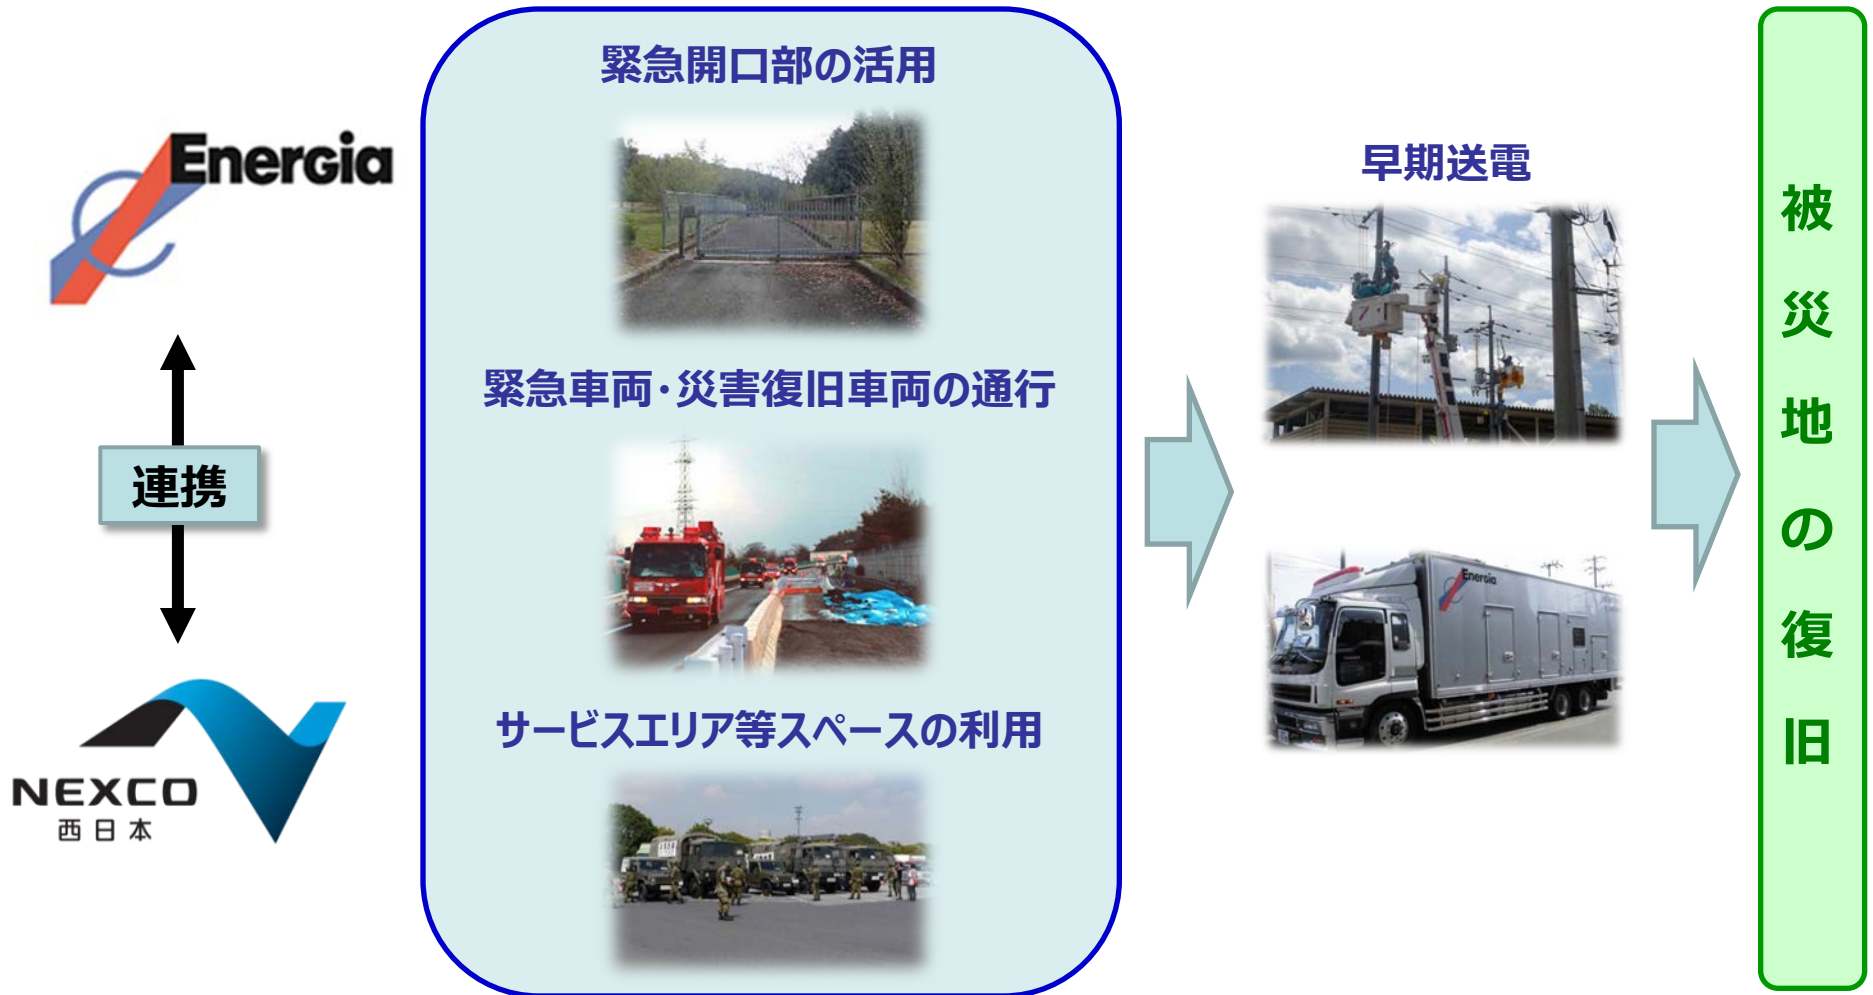 Energia
連携
NEXCO
西日本
緊急開口部の活用
緊急車両・災害復旧車両の通行
サービスエリア等スペースの利用
早期送電
Energia
被災地の復旧